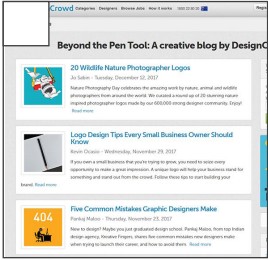 Crowd Categories Designers Browse Jobs How it works
Beyond the Pen Tool: A creative blog by DesignC
20 Wildlife Nature Photographer Logos
Jo Sabin - Tuesday, December 12, 2017
Nature Photography Day celebrates the amazing work by nature, animal and wildlife
photographers from around the world. We curated a round up of 20 stunning nature
inspired photographer logos made by our 600,000 strong designer community. Enjoy!
Read more
Logo Design Tips Every Small Business Owner Should
Know
Kevin Ocasio - Wednesday, November 29, 2017
If you own a small business that you're trying to grow, you need to seize every
opportunity to make a great impression. A unique logo will help your business stand for
something and stand out from the crowd. Follow these tips to start building your
brand. Read more
Five Common Mistakes Graphic Designers Make
Pankaj Maloo - Thursday, November 23, 2017
404
New to design? Maybe you just graduated design school. Pankaj Maloo, from top Indian
design agency, Iterative Fingers, shares five common mistakes new designers make
when trying to launch their career, and how to avoid them. Read more